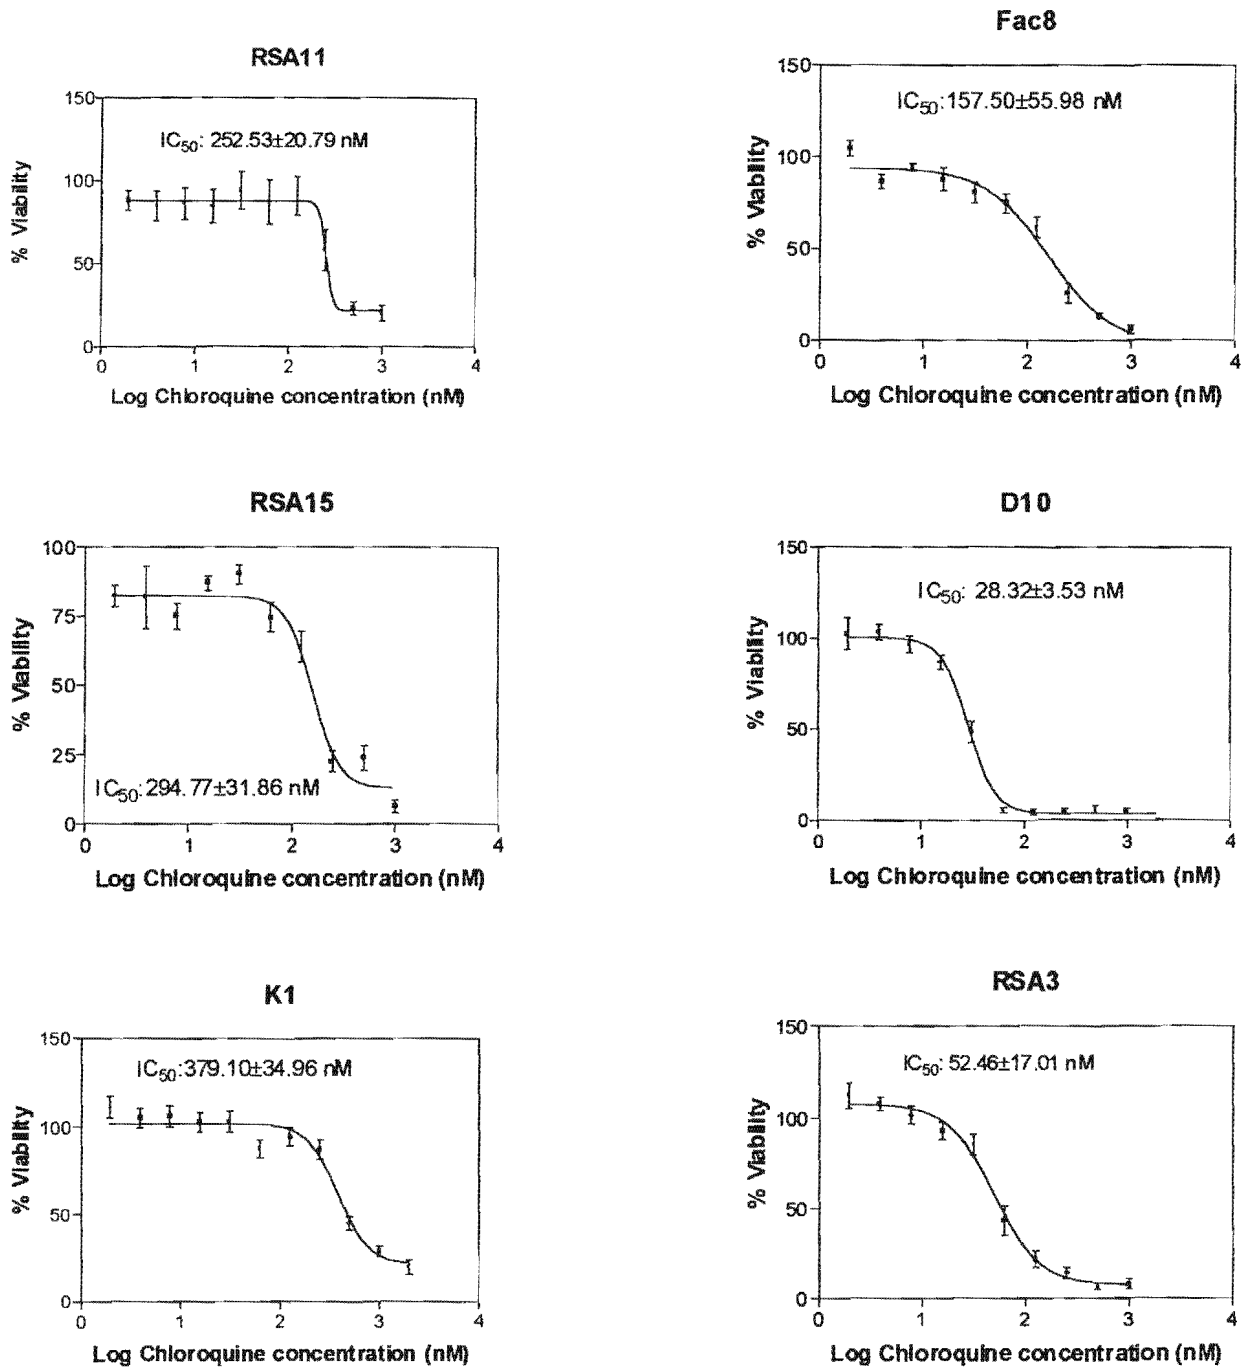 RSA11
150
100
50
0
0 1 2 3 4
% Viability
IC50: 252.53±20.79 nM
Log Chloroquine concentration (nM)
Fac8
150
100
50
0
0 1 2 3 4
% Viability
IC50:157.50±55.98 nM
Log Chloroquine concentration (nM)
RSA15
100
75
50
25
0
0 1 2 3 4
% Viability
IC50:294.77±31.86 nM
Log Chloroquine concentration (nM)
D10
150
100
50
0
0 1 2 3 4
% Viability
IC50: 28.32±3.53 nM
Log Chloroquine concentration (nM)
K1
150
100
50
0
0 1 2 3 4
% Viability
IC50:379.10±34.96 nM
Log Chloroquine concentration (nM)
RSA3
150
100
50
0
0 1 2 3 4
% Viability
IC50: 52.46±17.01 nM
Log Chloroquine concentration (nM)